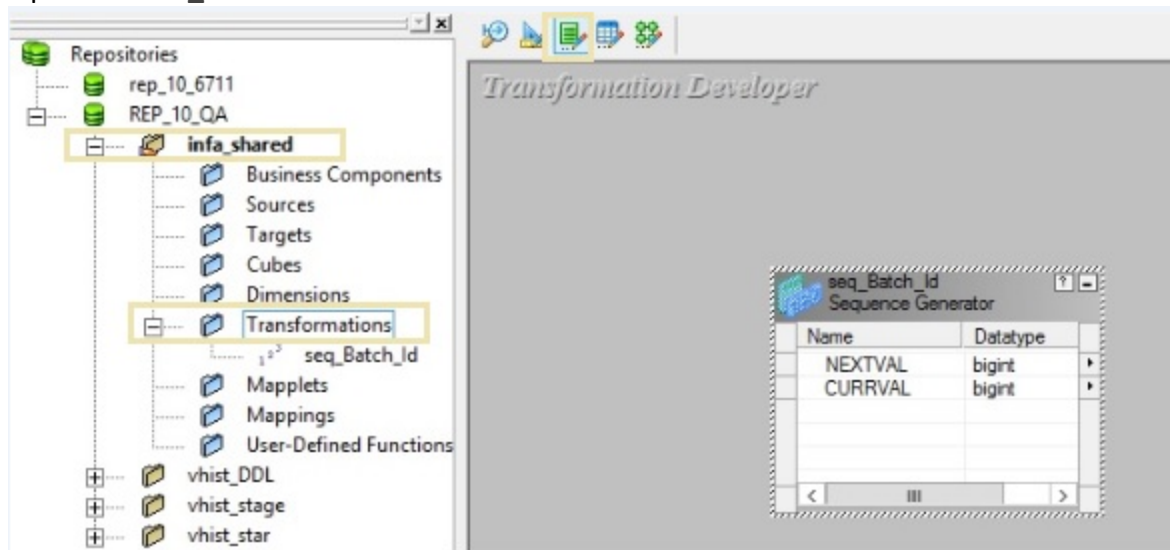 Repositories
rep_10_6711
REP_10_QA
infa_shared
Business Components
Sources
Targets
Cubes
Dimensions
Transformations
seq_Batch_Id
Mapplets
Mappings
User-Defined Functions
vhist_DDL
vhist_stage
vhist_star
Transformation Developer
seq_Batch_Id
Sequence Generator
Name Datatype
NEXTVAL bigint
CURRVAL bigint